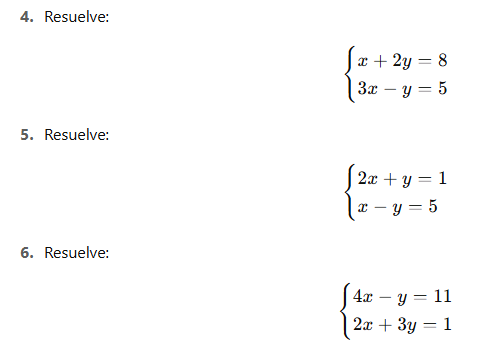 4. Resuelve:
x + 2y = 8
3x − y = 5
5. Resuelve:
2x + y = 1
x − y = 5
6. Resuelve:
4x − y = 11
2x + 3y = 1